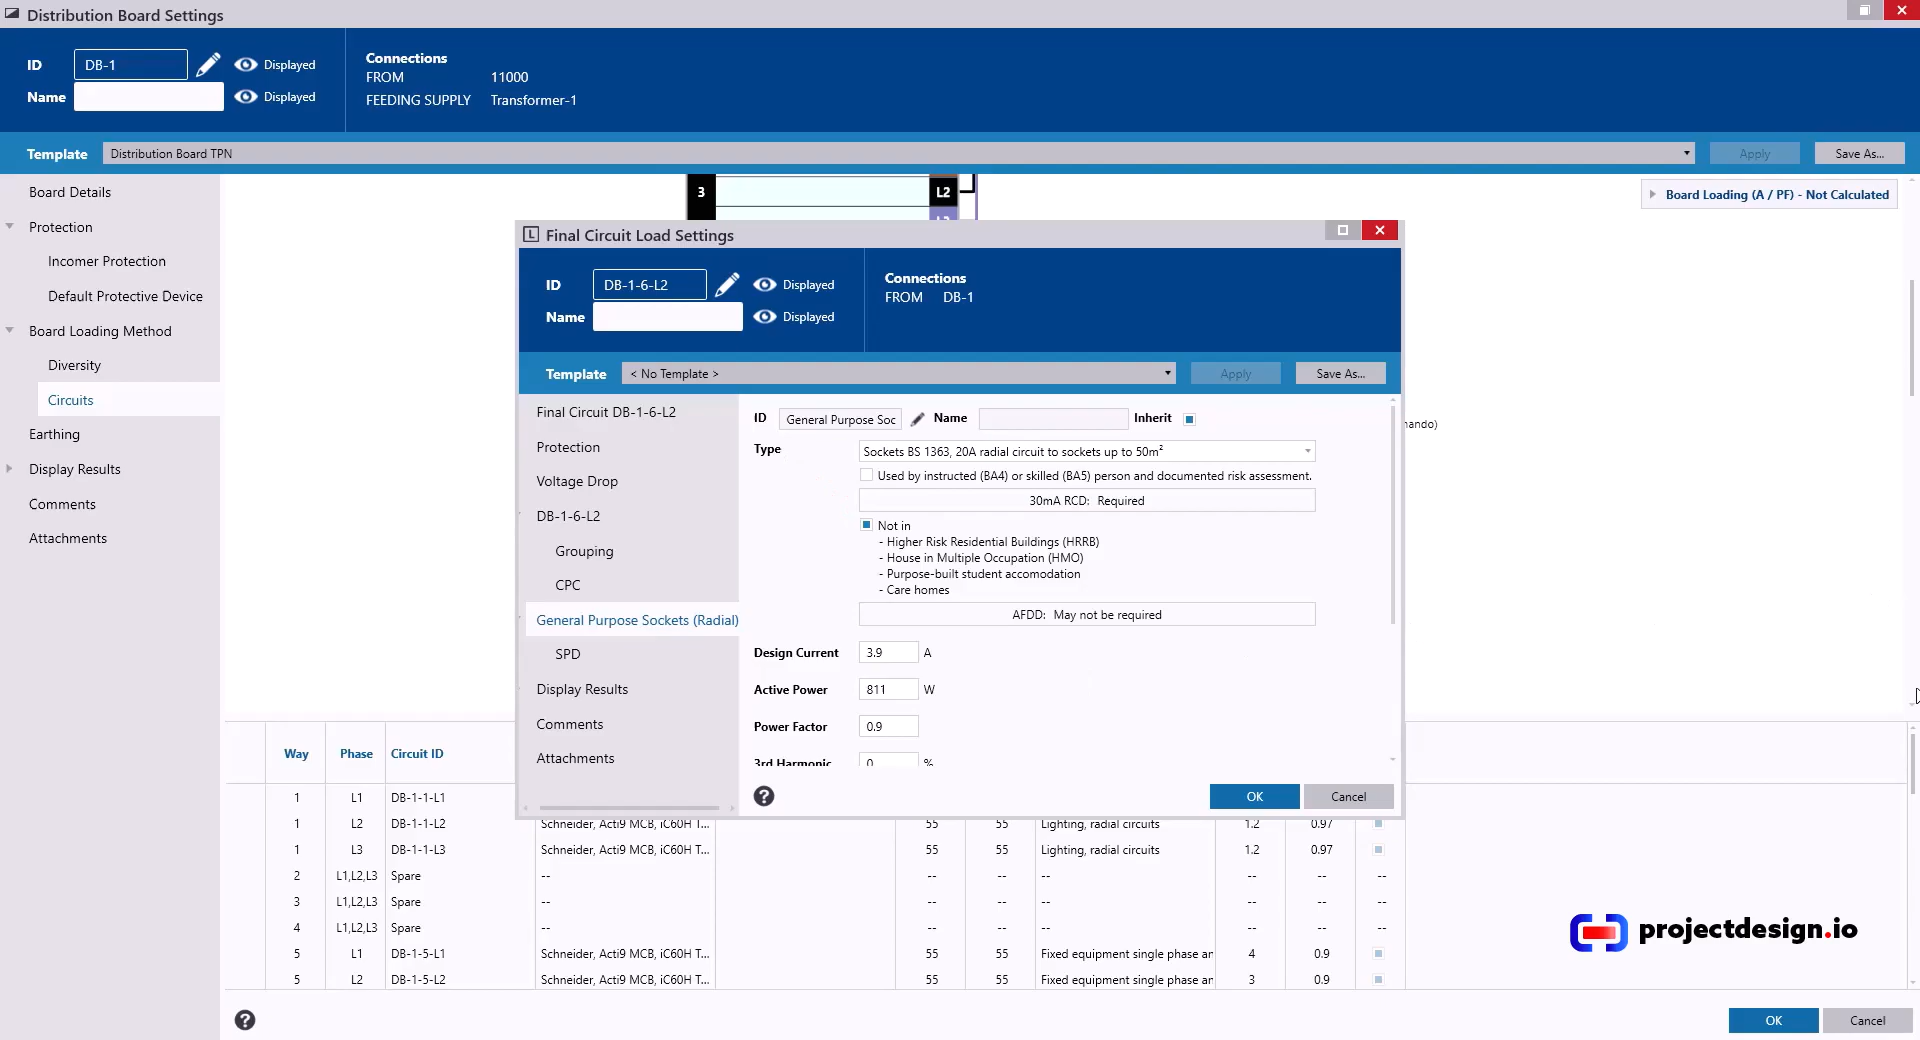 Distribution Board Settings
ID DB-1 Displayed
Name Displayed
Connections
FROM 11000
FEEDING SUPPLY Transformer-1
Template Distribution Board TPN Apply Save As...
Board Details
Protection
Incomer Protection
Default Protective Device
Board Loading Method
Diversity
Circuits
Earthing
Display Results
Comments
Attachments
3 L2
Board Loading (A / PF) - Not Calculated
Final Circuit Load Settings
ID DB-1-6-L2 Displayed
Name Displayed
Connections
FROM DB-1
Template < No Template > Apply Save As...
Final Circuit DB-1-6-L2
Protection
Voltage Drop
DB-1-6-L2
Grouping
CPC
General Purpose Sockets (Radial)
SPD
Display Results
Comments
Attachments
ID General Purpose Soc Name Inherit
Type Sockets BS 1363, 20A radial circuit to sockets up to 50m²
Used by instructed (BA4) or skilled (BA5) person and documented risk assessment.
30mA RCD: Required
Not in
- Higher Risk Residential Buildings (HRRB)
- House in Multiple Occupation (HMO)
- Purpose-built student accomodation
- Care homes
AFDD: May not be required
Design Current 3.9 A
Active Power 811 W
Power Factor 0.9
3rd Harmonic 0 %
OK Cancel
nando)
Way Phase Circuit ID
1 L1 DB-1-1-L1
1 L2 DB-1-1-L2 Schneider, Acti9 MCB, iC60H T... 55 55 Lighting, radial circuits 1.2 0.97
1 L3 DB-1-1-L3 Schneider, Acti9 MCB, iC60H T... 55 55 Lighting, radial circuits 1.2 0.97
2 L1,L2,L3 Spare -- -- -- -- -- -- --
3 L1,L2,L3 Spare -- -- -- -- -- -- --
4 L1,L2,L3 Spare -- -- -- -- -- -- --
5 L1 DB-1-5-L1 Schneider, Acti9 MCB, iC60H T... 55 55 Fixed equipment single phase ar 4 0.9
5 L2 DB-1-5-L2 Schneider, Acti9 MCB, iC60H T... 55 55 Fixed equipment single phase ar 3 0.9
projectdesign.io
OK Cancel